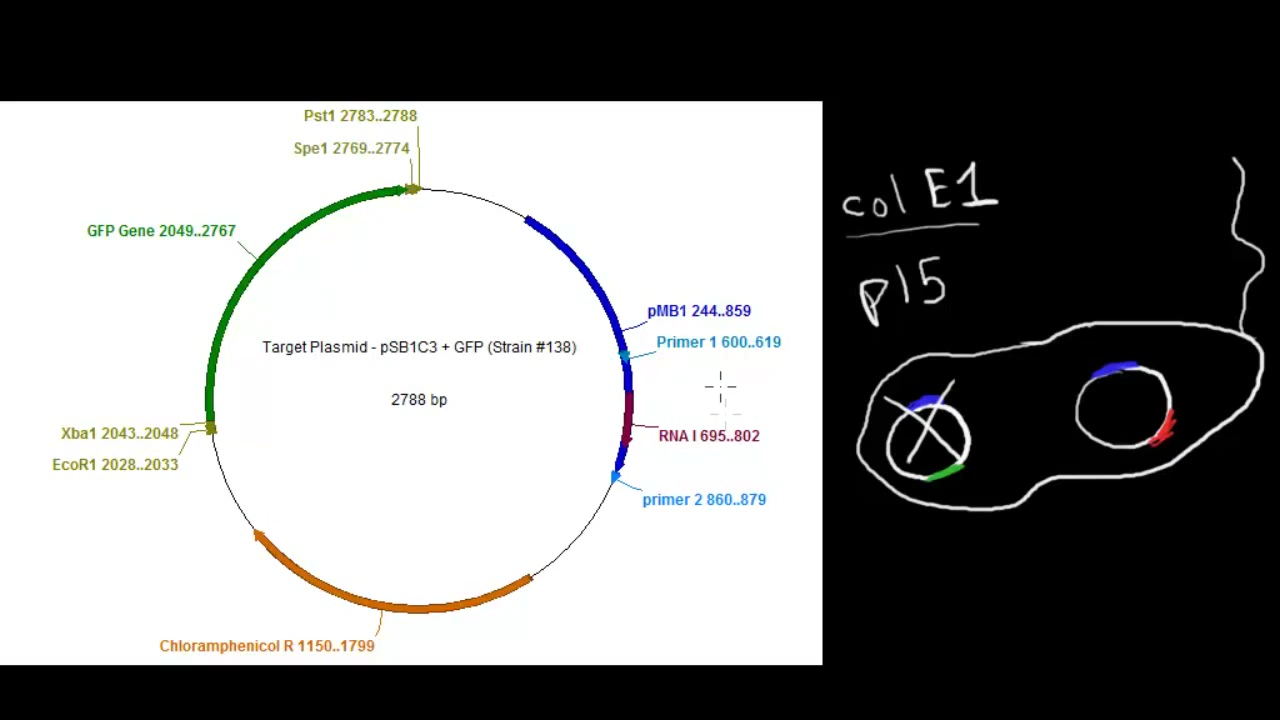 Pst1 2783..2788
Spe1 2769..2774
GFP Gene 2049..2767
pMB1 244..859
Primer 1 600..619
Target Plasmid - pSB1C3 + GFP (Strain #138)
2788 bp
Xba1 2043..2048
RNA I 695..802
EcoR1 2028..2033
primer 2 860..879
Chloramphenicol R 1150..1799
col E1
p15